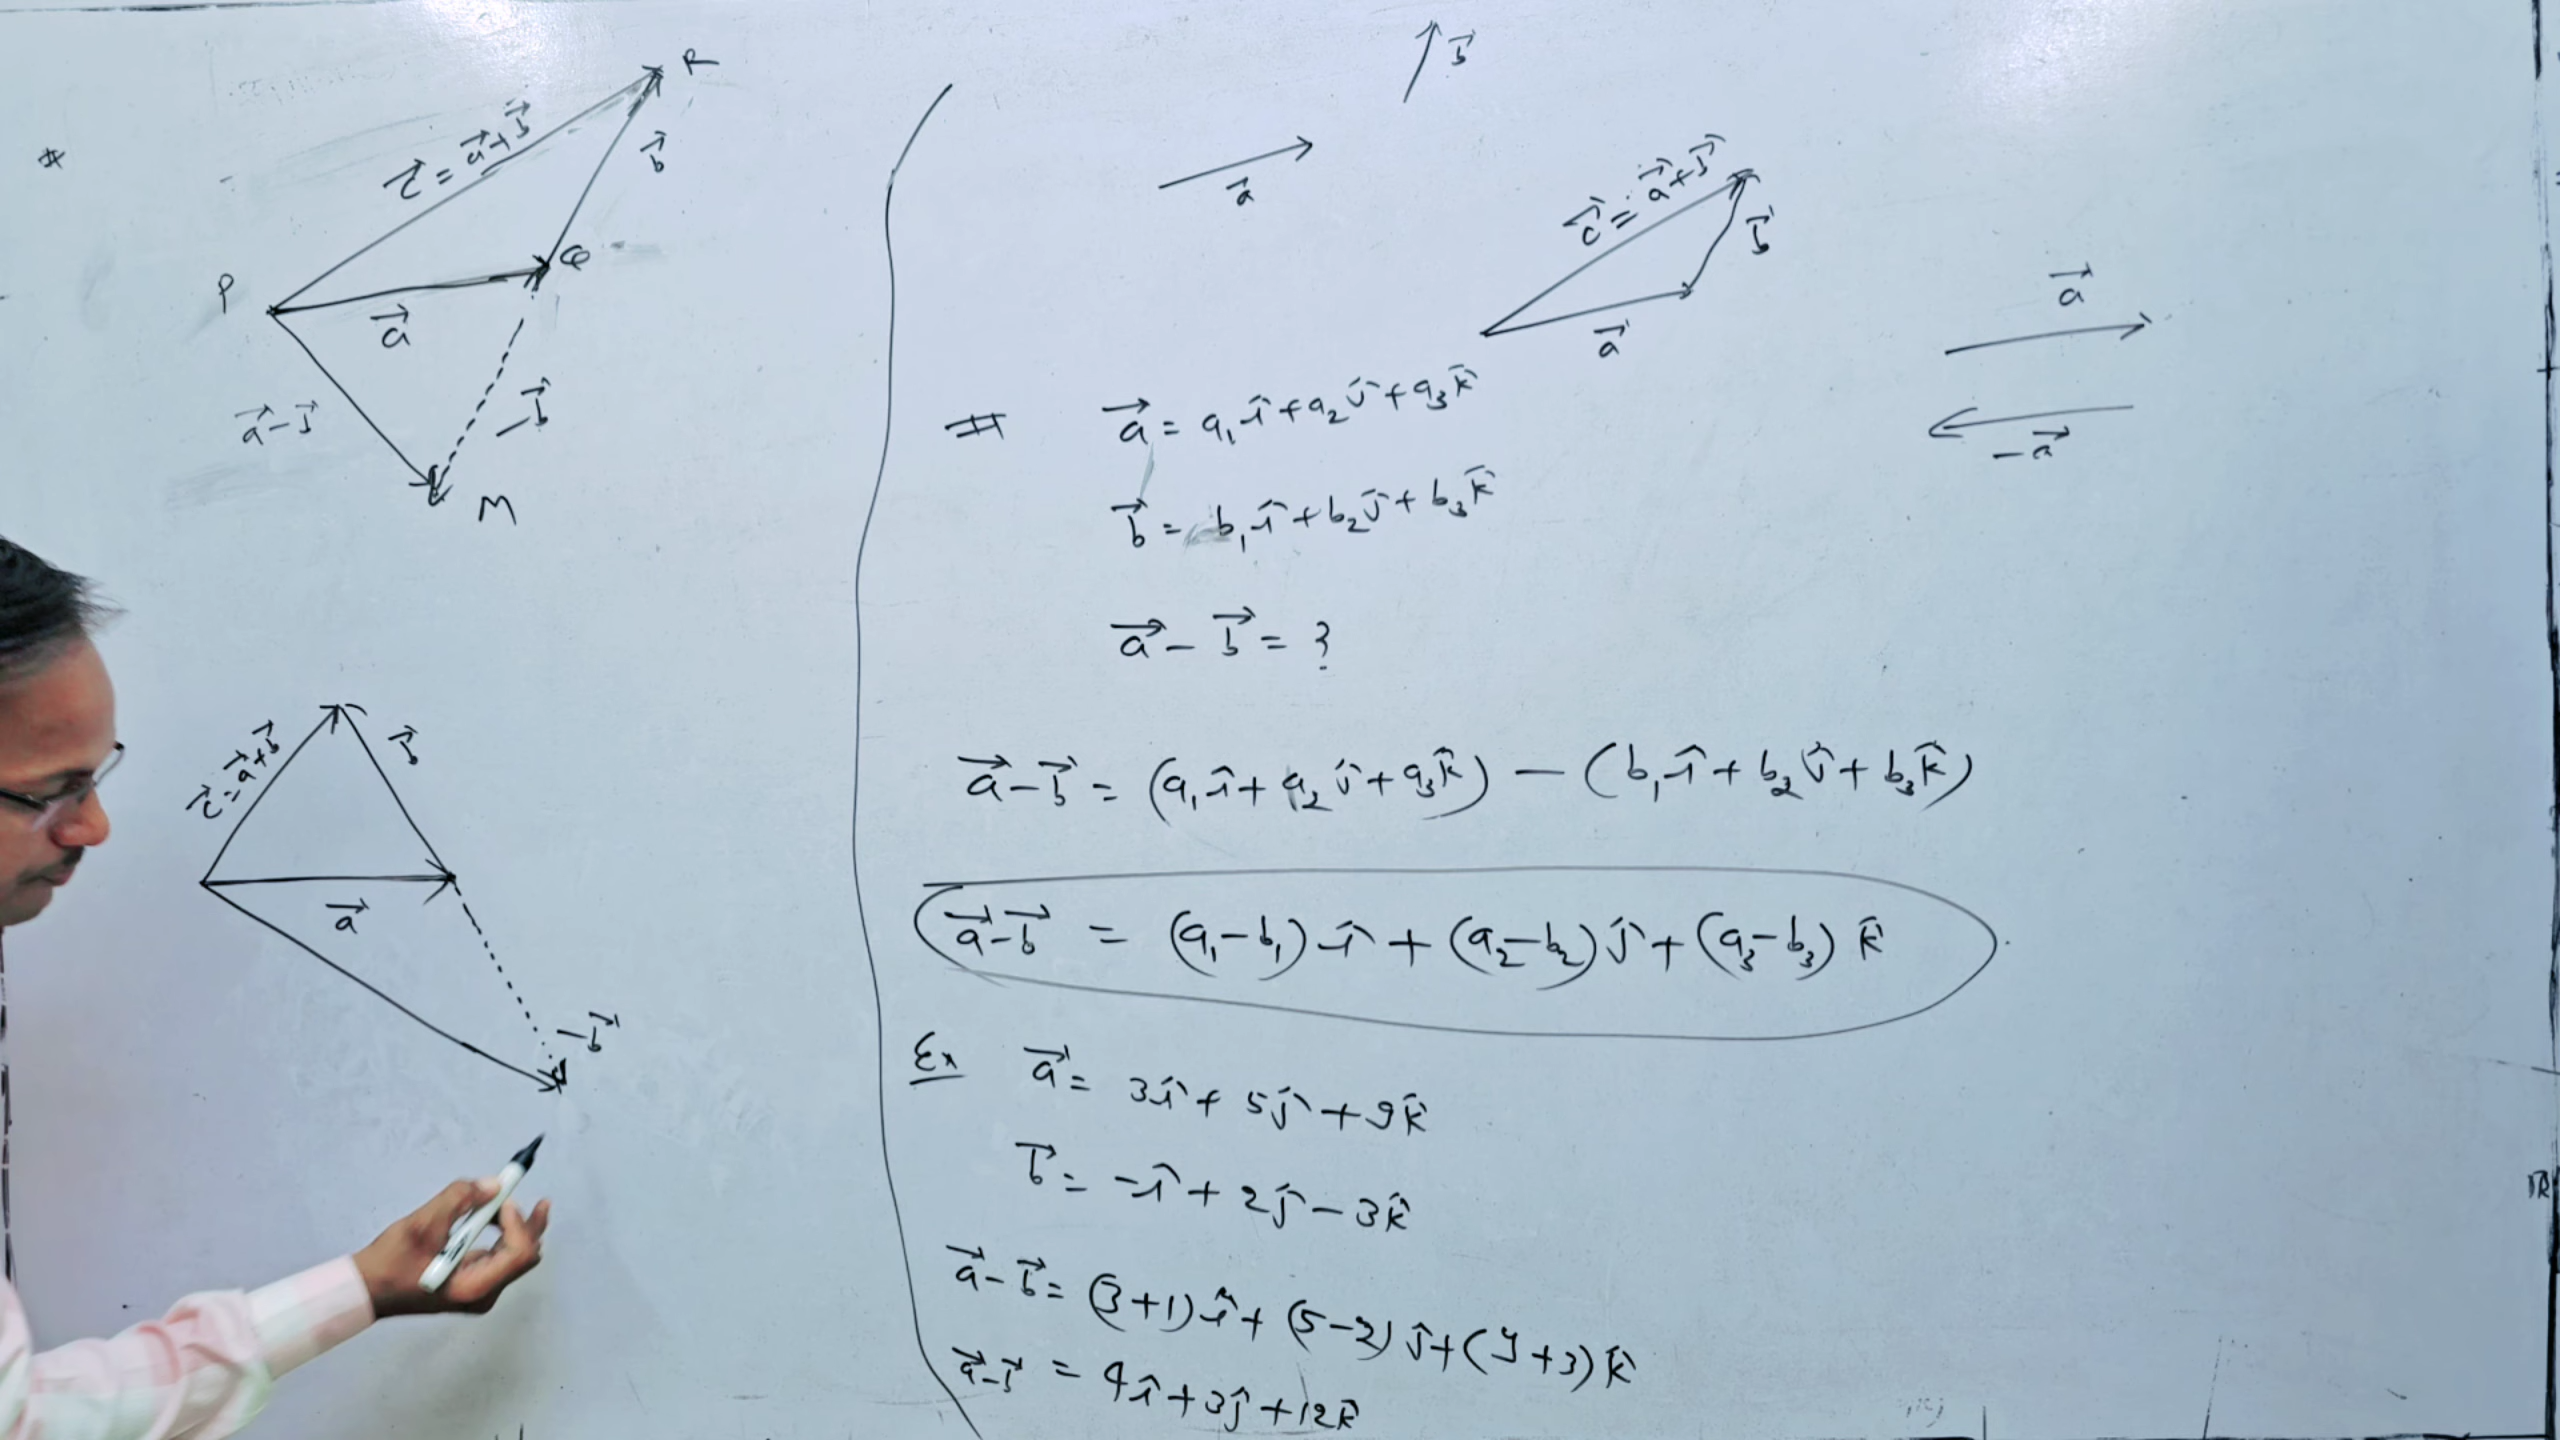 #
R
c⃗ = a⃗+b⃗
b⃗
Q
P
a⃗
-b⃗
a⃗-b⃗
M
c⃗ = a⃗+b⃗
b⃗
a⃗
-b⃗
b⃗
a⃗
c⃗ = a⃗+b⃗
b⃗
a⃗
a⃗
-a⃗
# a⃗ = a₁î+a₂ĵ+a₃k̂
b⃗ = b₁î+b₂ĵ+b₃k̂
a⃗ - b⃗ = ?
a⃗-b⃗ = (a₁î+a₂ĵ+a₃k̂) - (b₁î+b₂ĵ+b₃k̂)
a⃗-b⃗ = (a₁-b₁)î + (a₂-b₂)ĵ + (a₃-b₃)k̂
Ex a⃗ = 3î + 5ĵ + 9k̂
b⃗ = -î + 2ĵ - 3k̂
a⃗-b⃗ = (3+1)î + (5-2)ĵ + (9+3)k̂
a⃗-b⃗ = 4î+3ĵ+12k̂